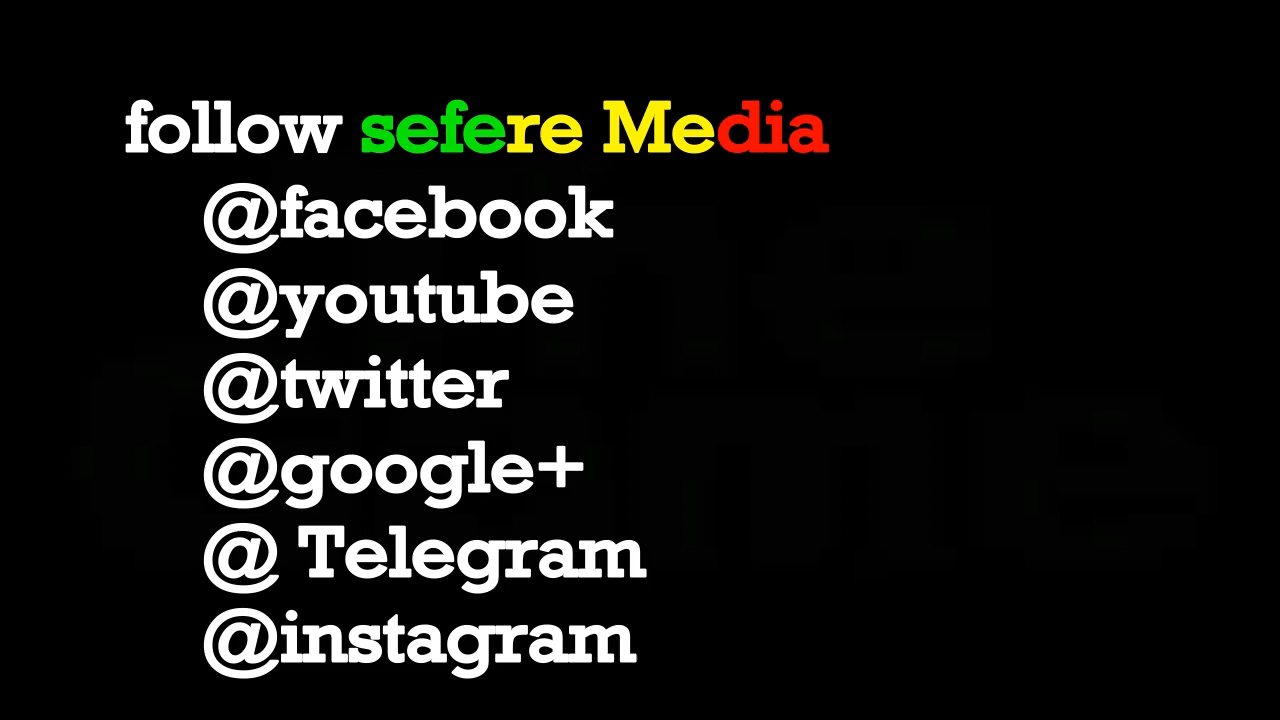 follow sefere Media
@facebook
@youtube
@twitter
@google+
@ Telegram
@instagram